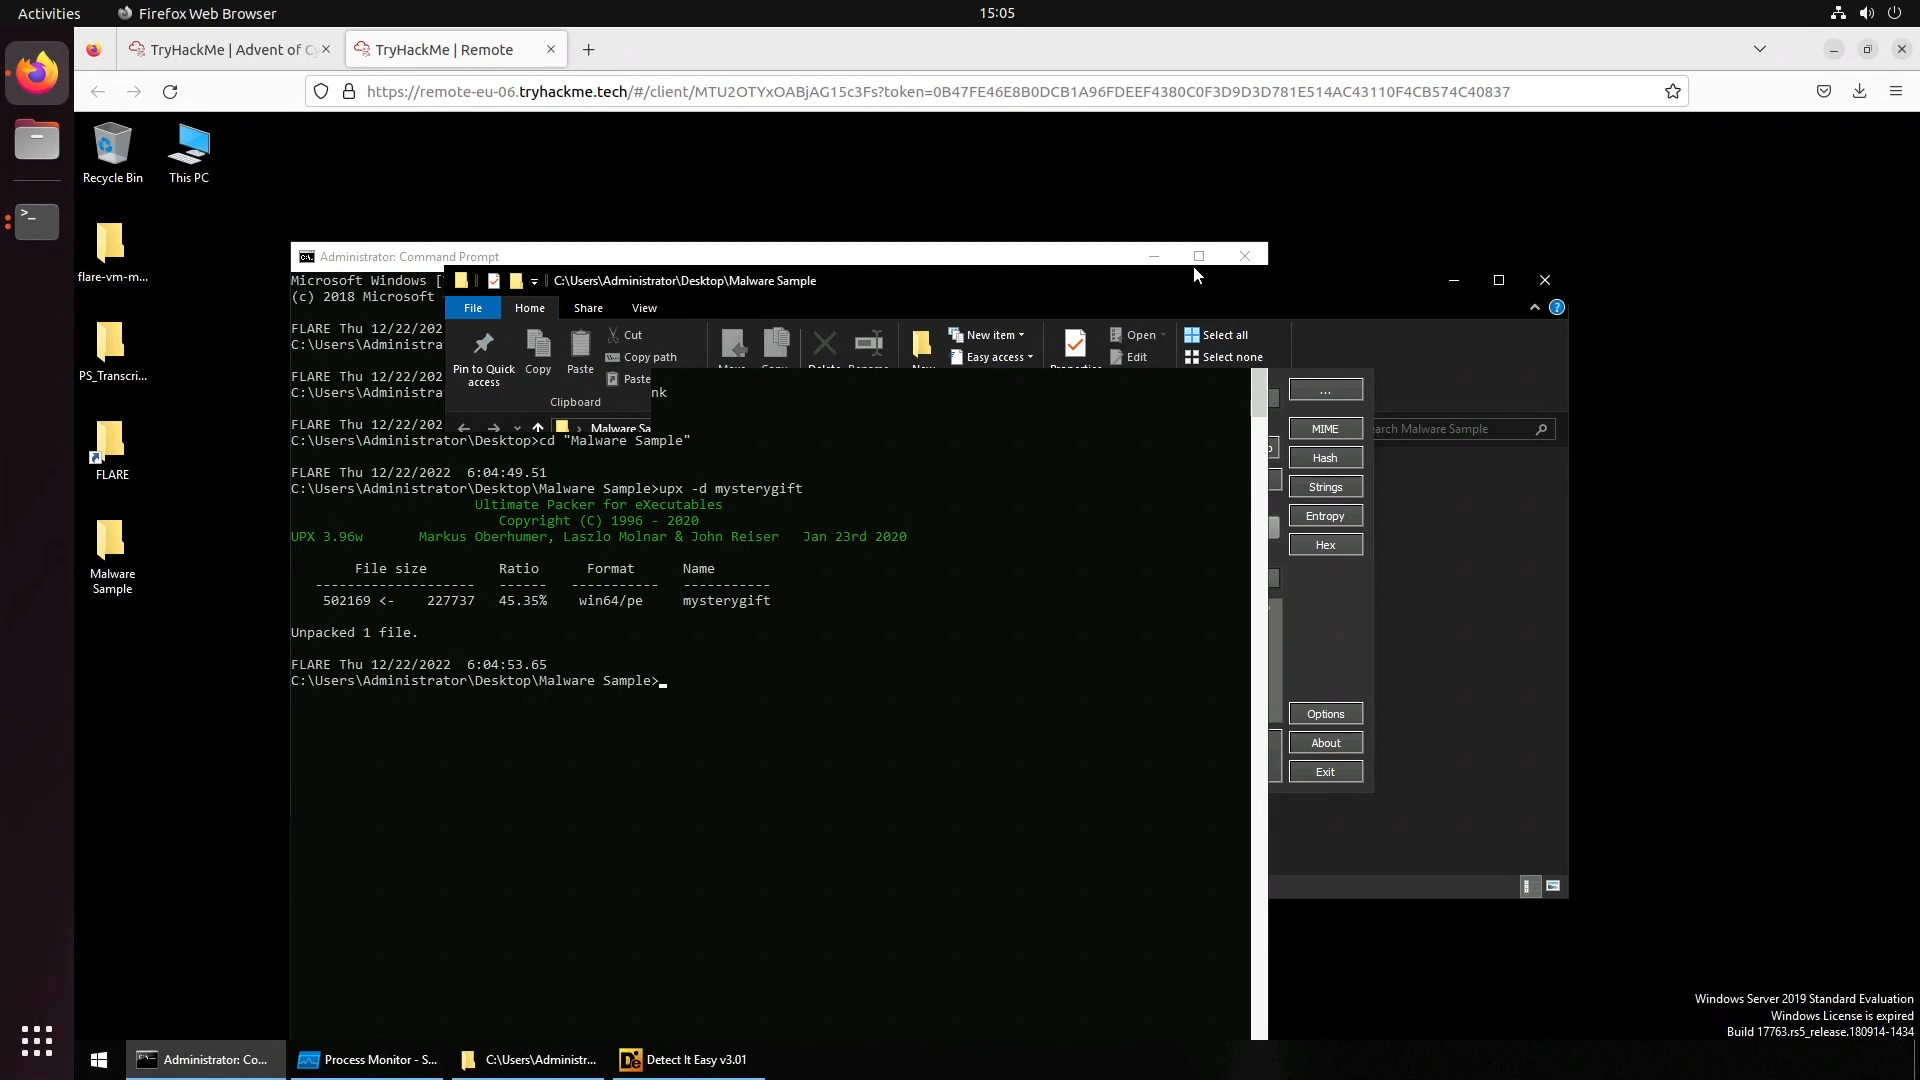 Activities
Firefox Web Browser
15:05
TryHackMe | Advent of Cy
TryHackMe | Remote
https://remote-eu-06.tryhackme.tech/#/client/MTU2OTYxOABjAG15c3Fs?token=0B47FE46E8B0DCB1A96FDEEF4380C0F3D9D3D781E514AC43110F4CB574C40837
Recycle Bin
This PC
flare-vm-m...
PS_Transcri...
FLARE
Malware
Sample
Administrator: Command Prompt
C:\Users\Administrator\Desktop\Malware Sample
File
Home
Share
View
Pin to Quick
access
Copy
Paste
Cut
Copy path
Paste
Clipboard
New item
Easy access
Open
Edit
Select all
Select none
Malware Sa
arch Malware Sample
Microsoft Windows [
(c) 2018 Microsoft
FLARE Thu 12/22/202
C:\Users\Administra
FLARE Thu 12/22/202
C:\Users\Administra
nk
FLARE Thu 12/22/202
C:\Users\Administrator\Desktop>cd "Malware Sample"
FLARE Thu 12/22/2022  6:04:49.51
C:\Users\Administrator\Desktop\Malware Sample>upx -d mysterygift
Ultimate Packer for eXecutables
Copyright (C) 1996 - 2020
UPX 3.96w       Markus Oberhumer, Laszlo Molnar & John Reiser   Jan 23rd 2020
File size         Ratio      Format      Name
--------------------   ------   -----------   -----------
502169 <-    227737   45.35%    win64/pe     mysterygift
Unpacked 1 file.
FLARE Thu 12/22/2022  6:04:53.65
C:\Users\Administrator\Desktop\Malware Sample>
...
MIME
Hash
Strings
Entropy
Hex
Options
About
Exit
Windows Server 2019 Standard Evaluation
Windows License is expired
Build 17763.rs5_release.180914-1434
Administrator: Co...
Process Monitor - S...
C:\Users\Administr...
Detect It Easy v3.01